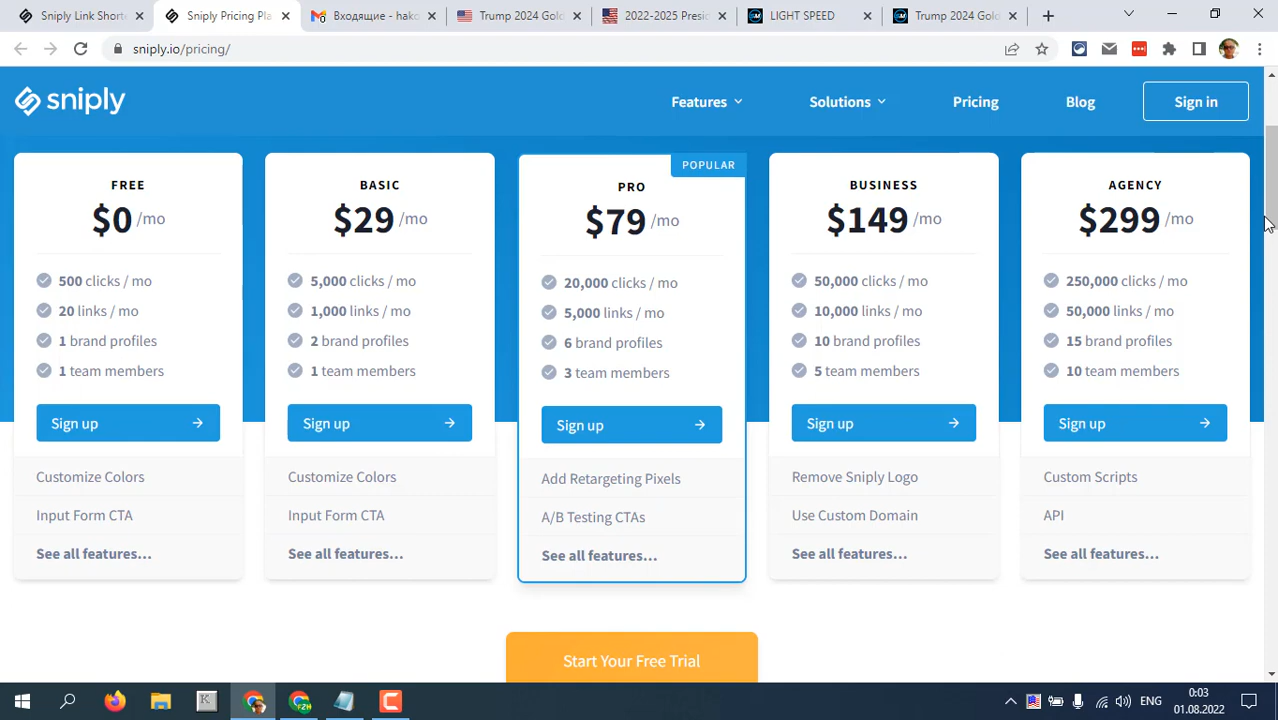 Sniply Link Short
Sniply Pricing Pla
Входящие - hako
Trump 2024 Gold
2022-2025 Presid
LIGHT SPEED
Trump 2024 Gold
sniply.io/pricing/
sniply
Features
Solutions
Pricing
Blog
Sign in
FREE
$0 /mo
500 clicks / mo
20 links / mo
1 brand profiles
1 team members
Sign up
Customize Colors
Input Form CTA
See all features...
BASIC
$29 /mo
5,000 clicks / mo
1,000 links / mo
2 brand profiles
1 team members
Sign up
Customize Colors
Input Form CTA
See all features...
POPULAR
PRO
$79 /mo
20,000 clicks / mo
5,000 links / mo
6 brand profiles
3 team members
Sign up
Add Retargeting Pixels
A/B Testing CTAs
See all features...
BUSINESS
$149 /mo
50,000 clicks / mo
10,000 links / mo
10 brand profiles
5 team members
Sign up
Remove Sniply Logo
Use Custom Domain
See all features...
AGENCY
$299 /mo
250,000 clicks / mo
50,000 links / mo
15 brand profiles
10 team members
Sign up
Custom Scripts
API
See all features...
Start Your Free Trial
ENG
0:03
01.08.2022